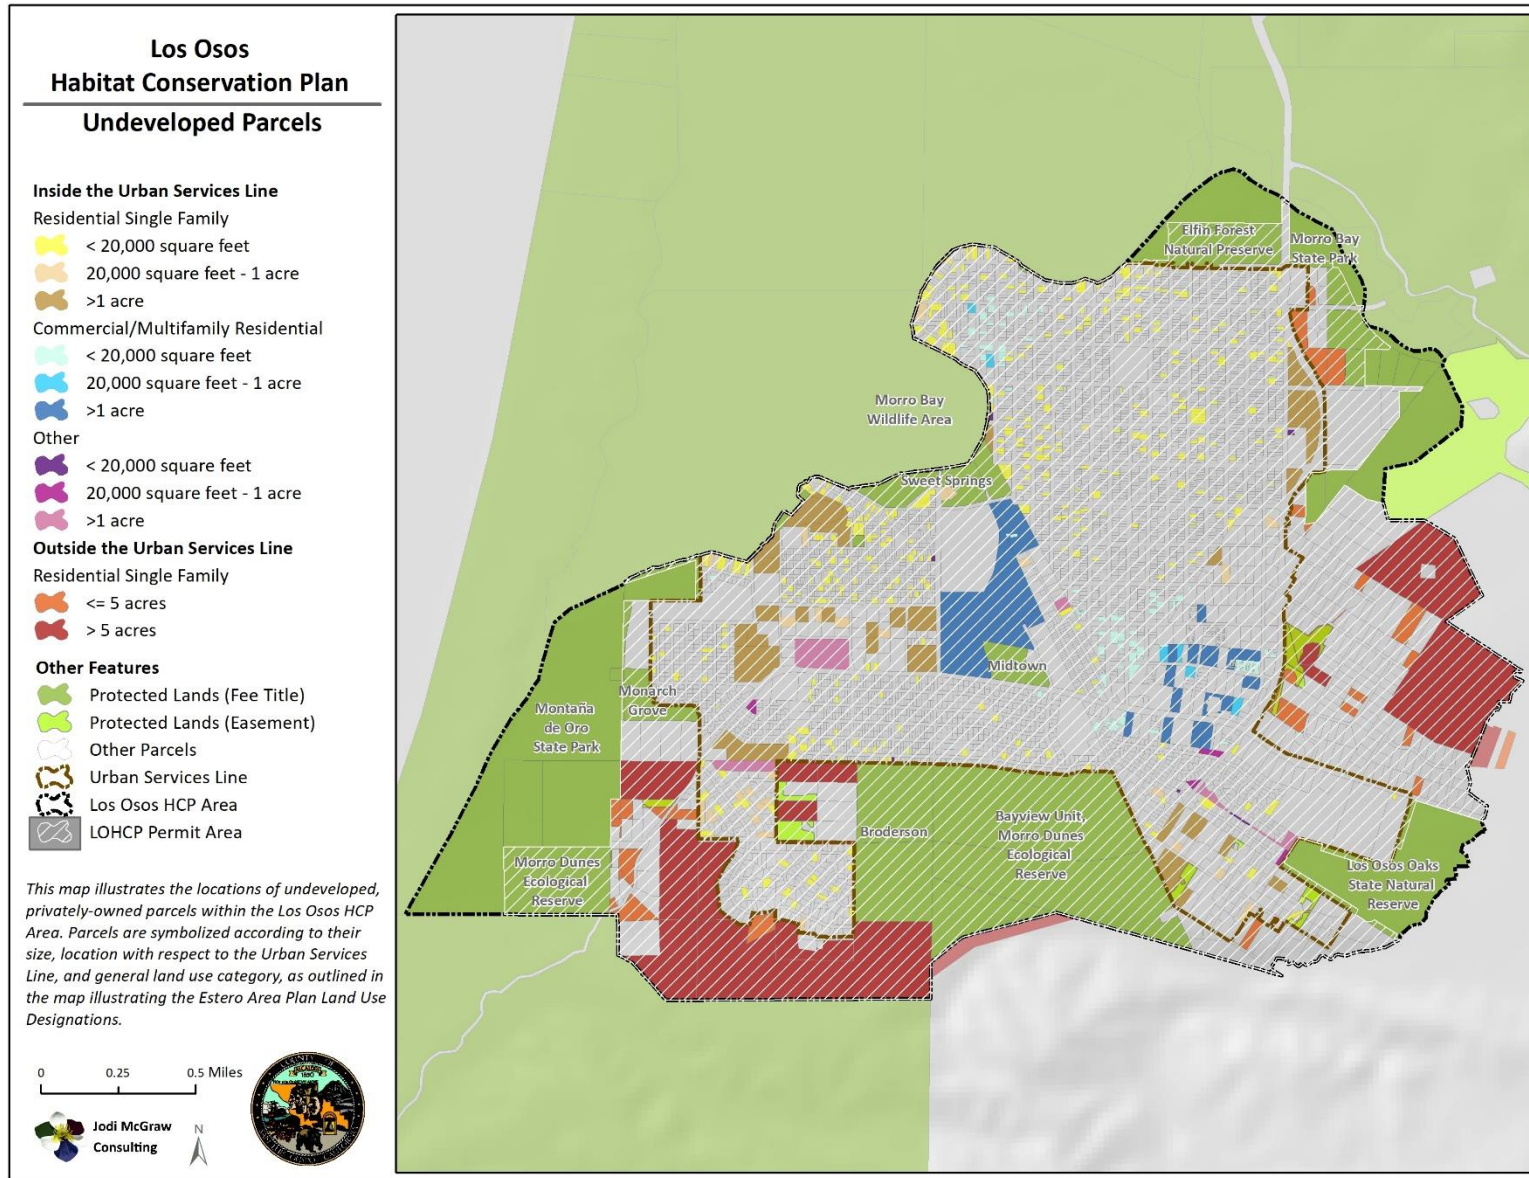 Los Osos
Habitat Conservation Plan
Undeveloped Parcels
Inside the Urban Services Line
Residential Single Family
< 20,000 square feet
20,000 square feet - 1 acre
>1 acre
Commercial/Multifamily Residential
< 20,000 square feet
20,000 square feet - 1 acre
>1 acre
Other
< 20,000 square feet
20,000 square feet - 1 acre
>1 acre
Outside the Urban Services Line
Residential Single Family
<= 5 acres
> 5 acres
Other Features
Protected Lands (Fee Title)
Protected Lands (Easement)
Other Parcels
Urban Services Line
Los Osos HCP Area
LOHCP Permit Area
This map illustrates the locations of undeveloped,
privately-owned parcels within the Los Osos HCP
Area. Parcels are symbolized according to their
size, location with respect to the Urban Services
Line, and general land use category, as outlined in
the map illustrating the Estero Area Plan Land Use
Designations.
0 0.25 0.5 Miles
Jodi McGraw
Consulting
N
Elfin Forest
Natural Preserve
Morro Bay
State Park
Morro Bay
Wildlife Area
Sweet Springs
Midtown
Monarch
Grove
Montaña
de Oro
State Park
Broderson
Bayview Unit,
Morro Dunes
Ecological
Reserve
Morro Dunes
Ecological
Reserve
Los Osos Oaks
State Natural
Reserve